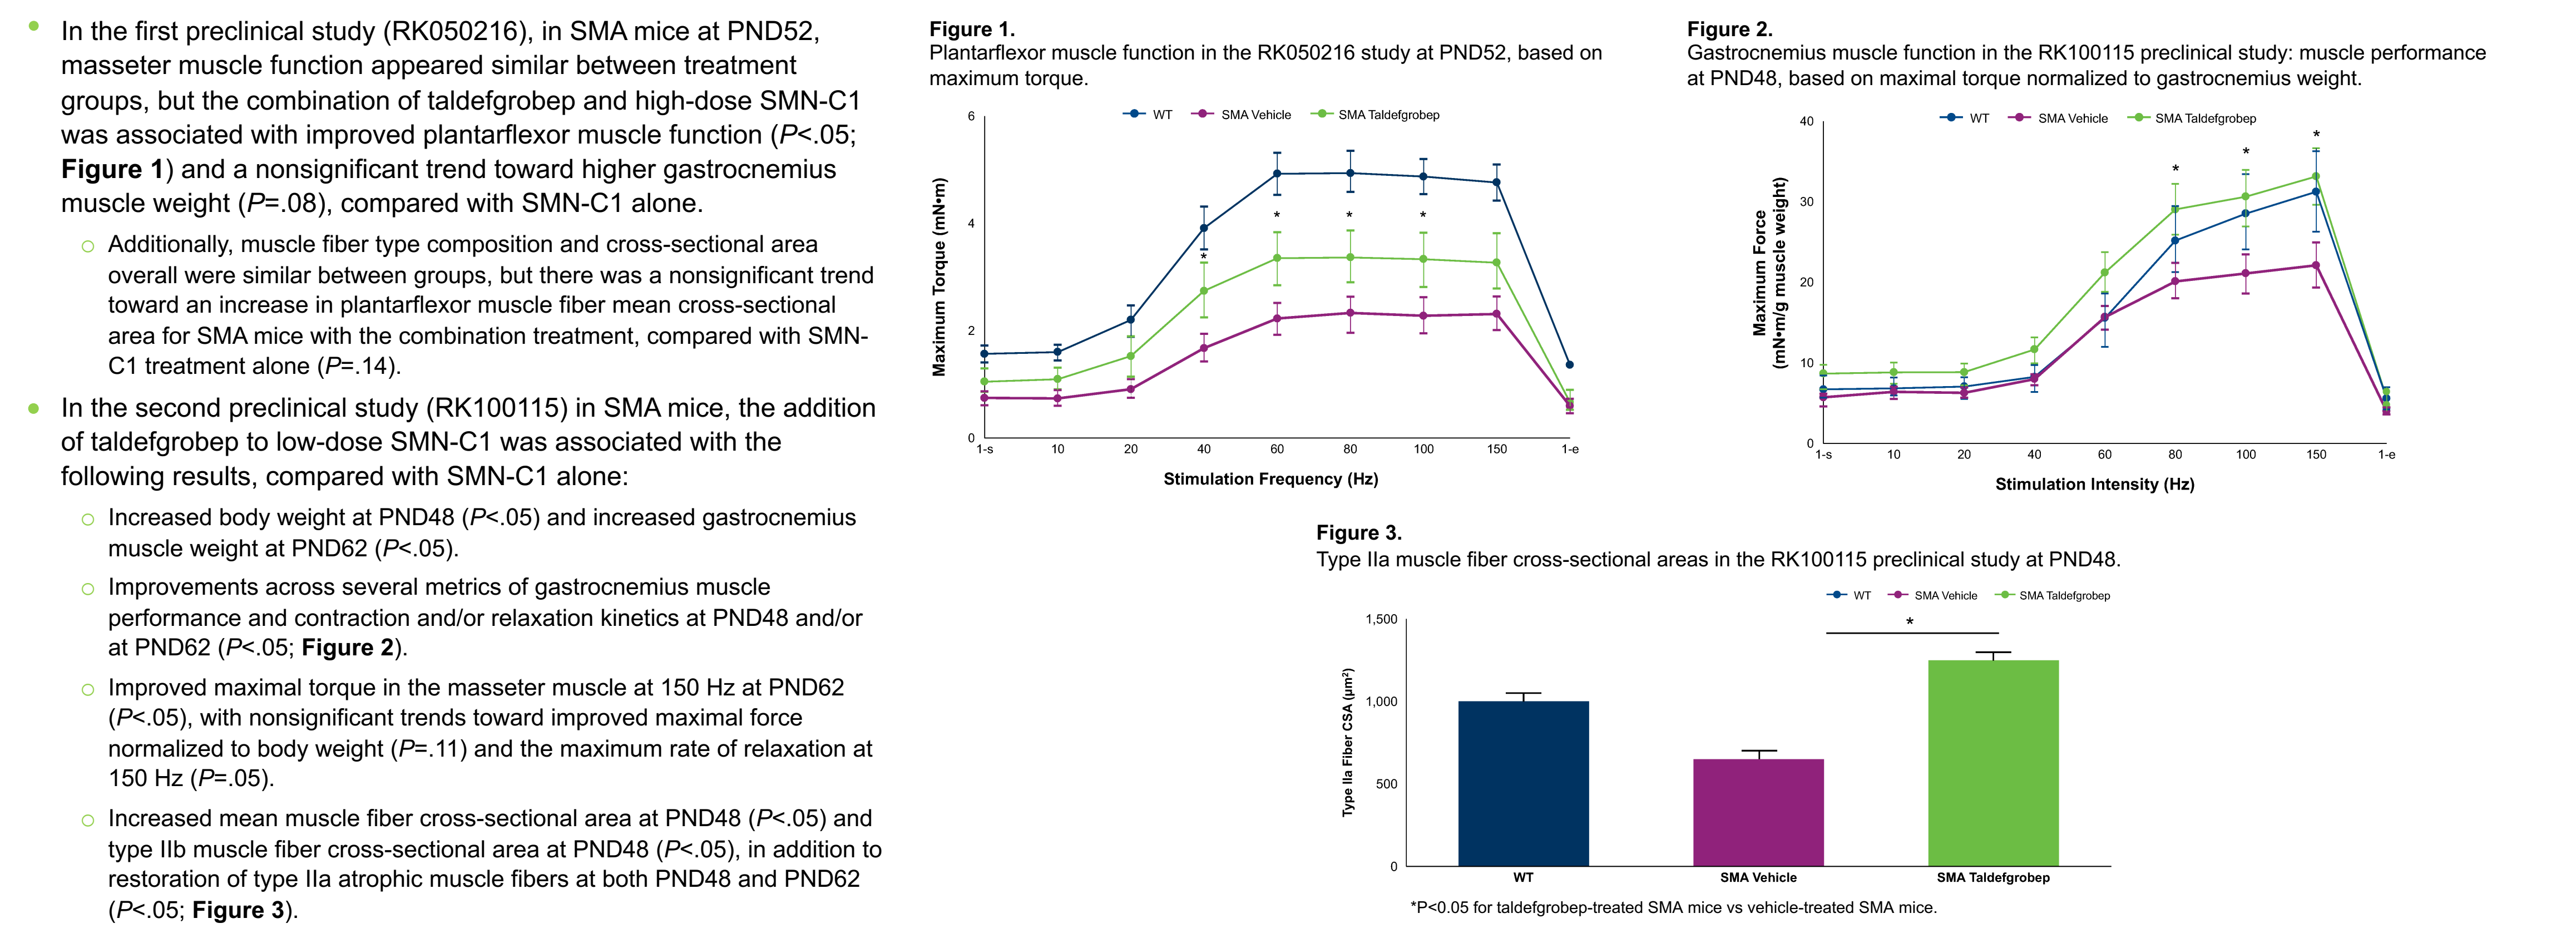 • In the first preclinical study (RK050216), in SMA mice at PND52,
masseter muscle function appeared similar between treatment
groups, but the combination of taldefgrobep and high-dose SMN-C1
was associated with improved plantarflexor muscle function (P<.05;
Figure 1) and a nonsignificant trend toward higher gastrocnemius
muscle weight (P=.08), compared with SMN-C1 alone.
○ Additionally, muscle fiber type composition and cross-sectional area
overall were similar between groups, but there was a nonsignificant trend
toward an increase in plantarflexor muscle fiber mean cross-sectional
area for SMA mice with the combination treatment, compared with SMN-
C1 treatment alone (P=.14).
• In the second preclinical study (RK100115) in SMA mice, the addition
of taldefgrobep to low-dose SMN-C1 was associated with the
following results, compared with SMN-C1 alone:
○ Increased body weight at PND48 (P<.05) and increased gastrocnemius
muscle weight at PND62 (P<.05).
○ Improvements across several metrics of gastrocnemius muscle
performance and contraction and/or relaxation kinetics at PND48 and/or
at PND62 (P<.05; Figure 2).
○ Improved maximal torque in the masseter muscle at 150 Hz at PND62
(P<.05), with nonsignificant trends toward improved maximal force
normalized to body weight (P=.11) and the maximum rate of relaxation at
150 Hz (P=.05).
○ Increased mean muscle fiber cross-sectional area at PND48 (P<.05) and
type IIb muscle fiber cross-sectional area at PND48 (P<.05), in addition to
restoration of type IIa atrophic muscle fibers at both PND48 and PND62
(P<.05; Figure 3).
Figure 1.
Plantarflexor muscle function in the RK050216 study at PND52, based on
maximum torque.
WT SMA Vehicle SMA Taldefgrobep
Maximum Torque (mN•m)
6
4
2
0
* * * *
1-s 10 20 40 60 80 100 150 1-e
Stimulation Frequency (Hz)
Figure 2.
Gastrocnemius muscle function in the RK100115 preclinical study: muscle performance
at PND48, based on maximal torque normalized to gastrocnemius weight.
WT SMA Vehicle SMA Taldefgrobep
Maximum Force
(mN•m/g muscle weight)
40
30
20
10
0
* * *
1-s 10 20 40 60 80 100 150 1-e
Stimulation Intensity (Hz)
Figure 3.
Type IIa muscle fiber cross-sectional areas in the RK100115 preclinical study at PND48.
WT SMA Vehicle SMA Taldefgrobep
Type IIa Fiber CSA (µm²)
1,500
1,000
500
0
*
WT SMA Vehicle SMA Taldefgrobep
*P<0.05 for taldefgrobep-treated SMA mice vs vehicle-treated SMA mice.